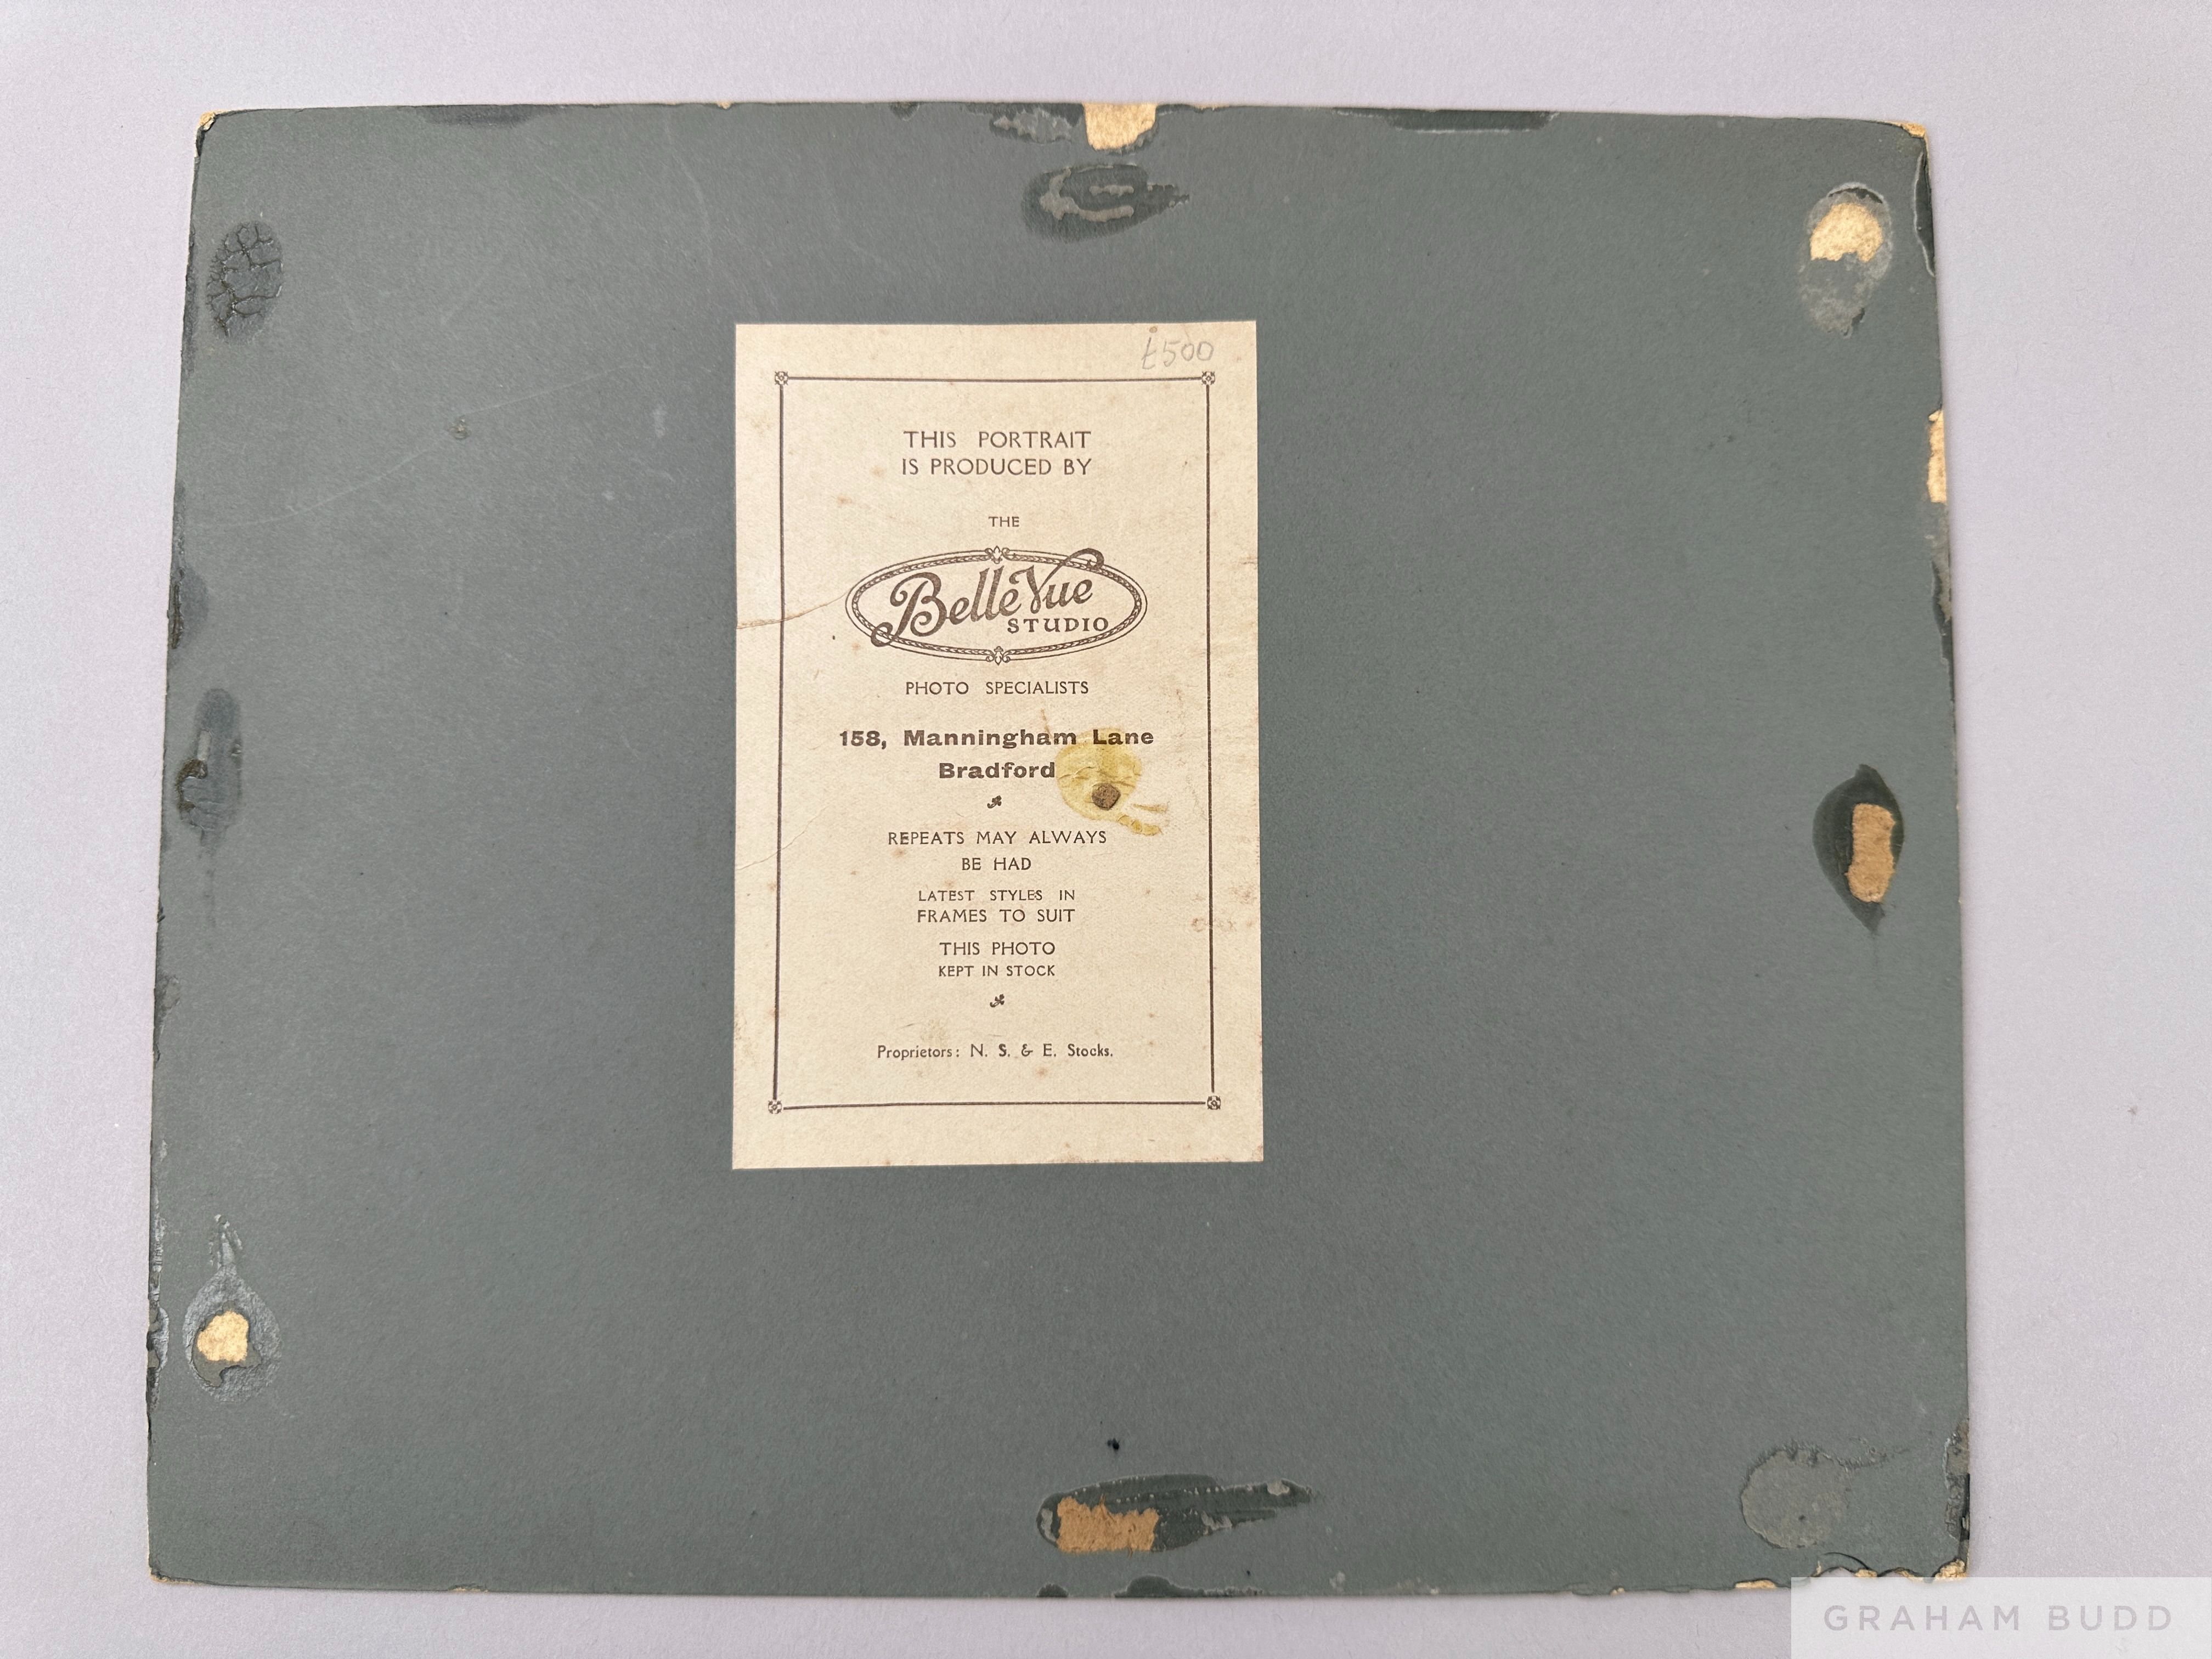 £500
THIS PORTRAIT
IS PRODUCED BY
THE
Belle Vue
STUDIO
PHOTO SPECIALISTS
158, Manningham Lane
Bradford
REPEATS MAY ALWAYS
BE HAD
LATEST STYLES IN
FRAMES TO SUIT
THIS PHOTO
KEPT IN STOCK
Proprietors: N. S. & E. Stocks.
GRAHAM BUDD